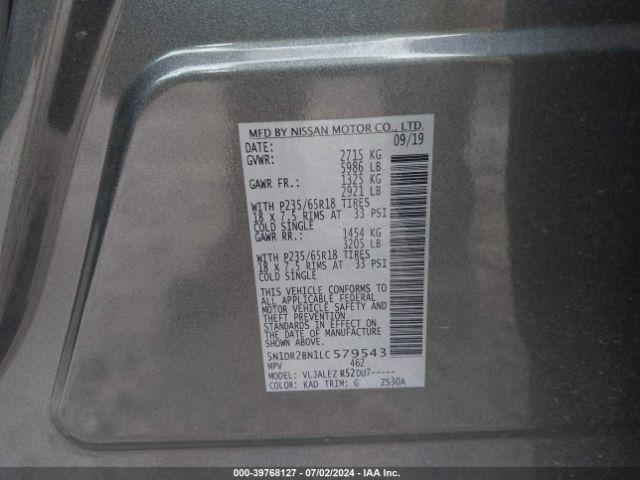 MFD BY NISSAN MOTOR CO., LTD.
DATE: 09/19
GVWR: 2715 KG
5986 LB
GAWR FR.: 1325 KG
2921 LB
WITH P235/65R18 TIRES
18 X 7.5 RIMS AT 33 PSI
COLD SINGLE
GAWR RR.: 1454 KG
3205 LB
WITH P235/65R18 TIRES
18 X 7.5 RIMS AT 33 PSI
COLD SINGLE
THIS VEHICLE CONFORMS TO
ALL APPLICABLE FEDERAL
MOTOR VEHICLE SAFETY AND
THEFT PREVENTION
STANDARDS IN EFFECT ON
THE DATE OF MANUFACTURE
SHOWN ABOVE.
5N1DR2BN1LC579543
MPV 462
MODEL: VLJALEZ R52DU7-----
COLOR: KAD TRIM: G ZS30A
000-39768127 - 07/02/2024 - IAA Inc.